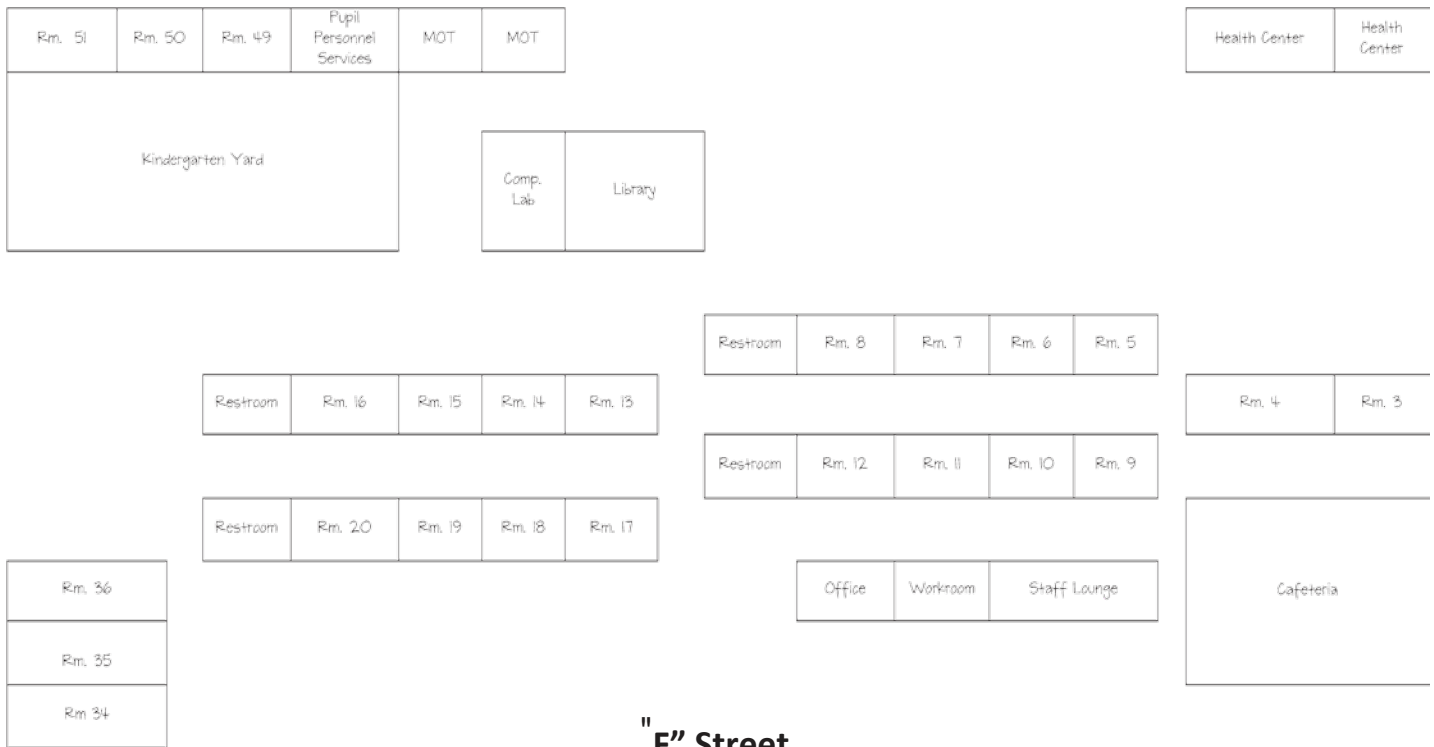 Rm. 51
Rm. 50
Rm. 49
Pupil
Personnel
Services
MOT
MOT
Health Center
Health
Center
Kindergarten Yard
Comp.
Lab
Library
Restroom
Rm. 8
Rm. 7
Rm. 6
Rm. 5
Restroom
Rm. 16
Rm. 15
Rm. 14
Rm. 13
Rm. 4
Rm. 3
Restroom
Rm. 12
Rm. 11
Rm. 10
Rm. 9
Restroom
Rm. 20
Rm. 19
Rm. 18
Rm. 17
Rm. 36
Office
Workroom
Staff Lounge
Cafeteria
Rm. 35
Rm 34
"F” Street